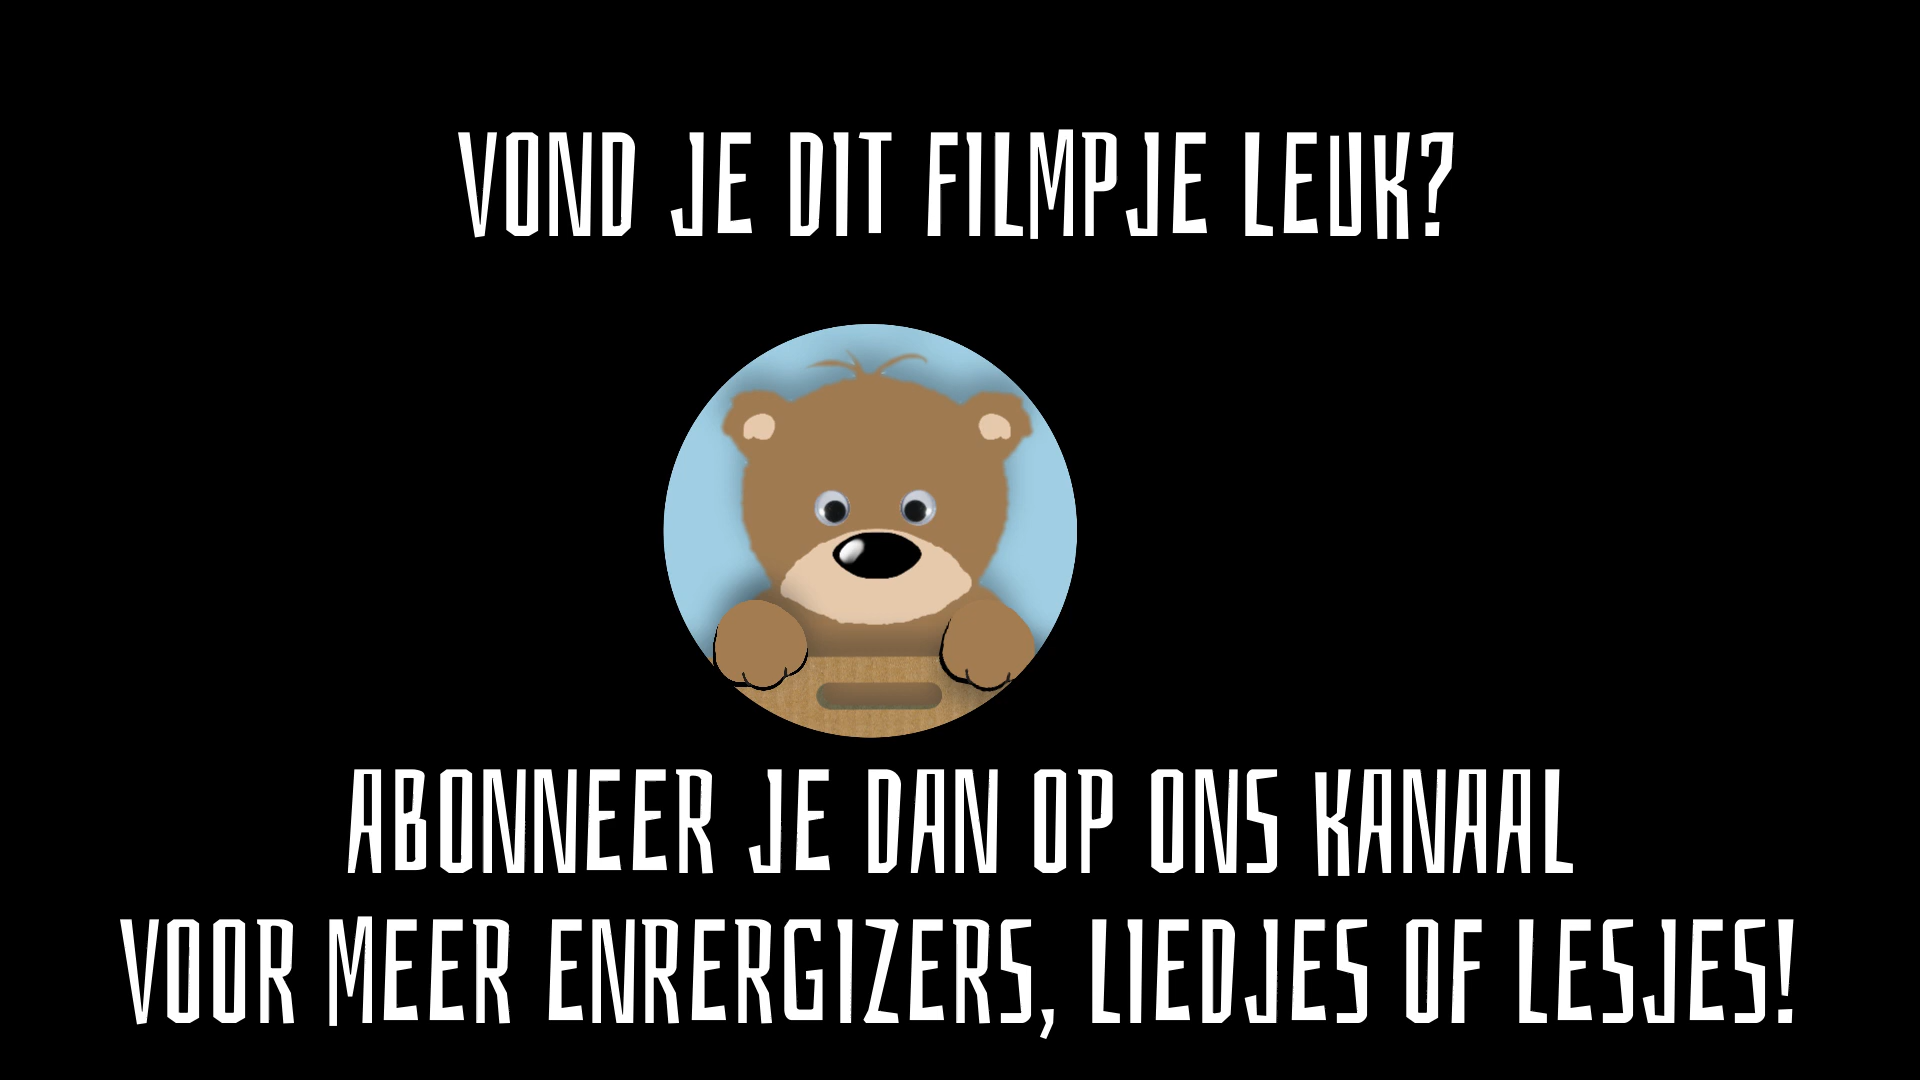 VOND JE DIT FILMPJE LEUK?
ABONNEER JE DAN OP ONS KANAAL
VOOR MEER ENRERGIZERS, LIEDJES OF LESJES!